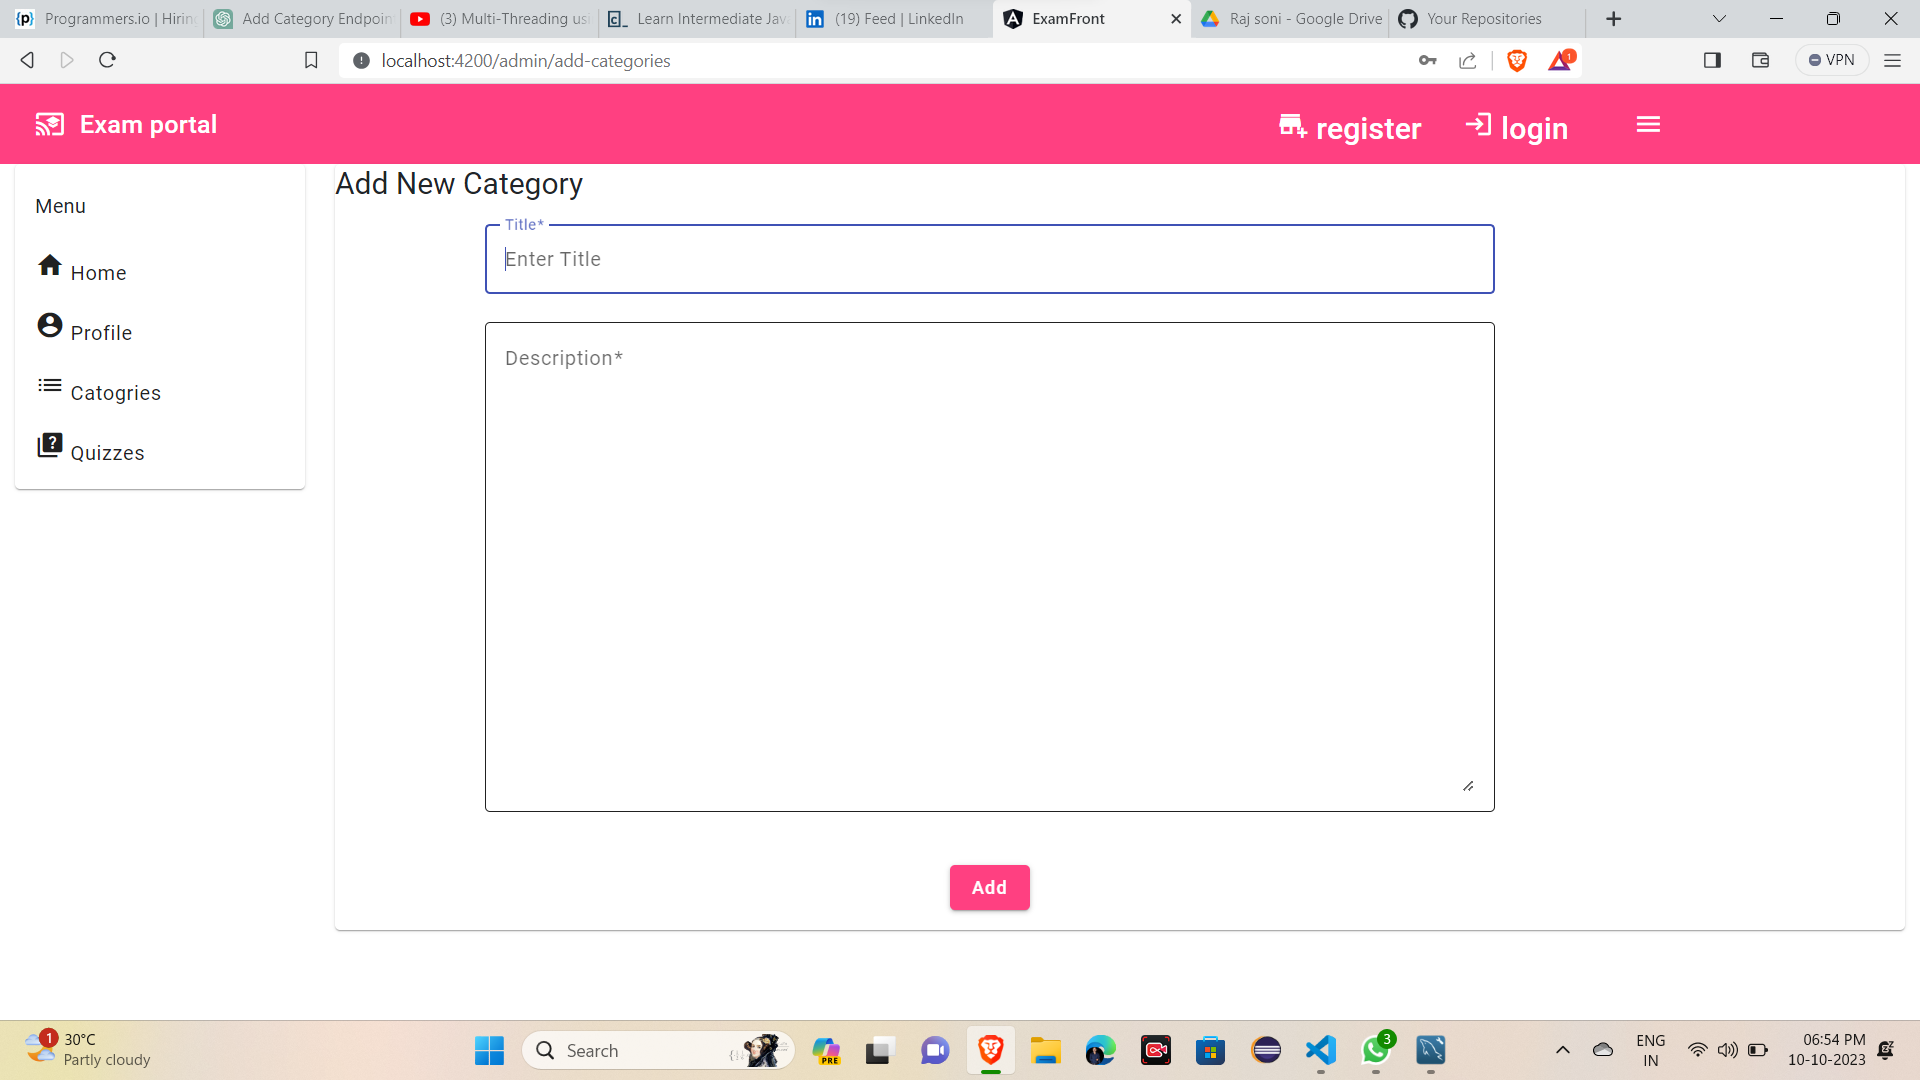 Programmers.io | Hirin
Add Category Endpoin
(3) Multi-Threading usi
Learn Intermediate Jav
(19) Feed | LinkedIn
ExamFront
Raj soni - Google Drive
Your Repositories
localhost:4200/admin/add-categories
1
VPN
Exam portal
register
login
Menu
Home
Profile
Catogries
Quizzes
Add New Category
Title*
Enter Title
Description*
Add
1
30°C
Partly cloudy
Search
PRE
3
ENG
IN
06:54 PM
10-10-2023